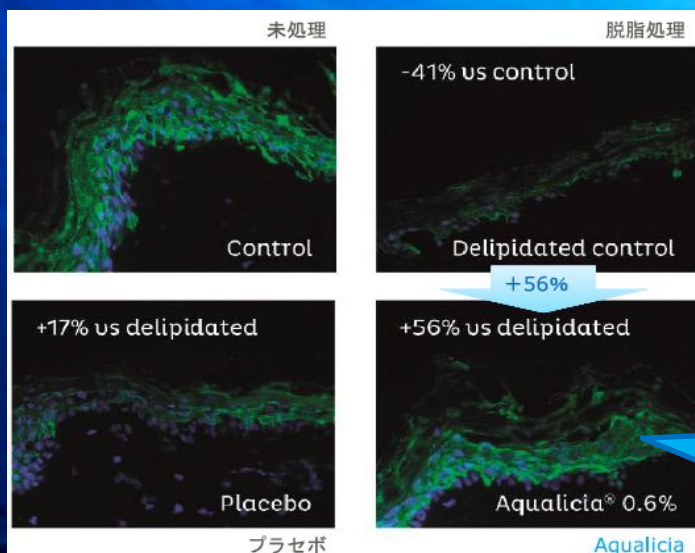 未処理
脱脂処理
Control
-41% vs control
Delipidated control
+56%
+17% vs delipidated
Placebo
+56% vs delipidated
Aqualicia® 0.6%
プラセボ
Aqualicia